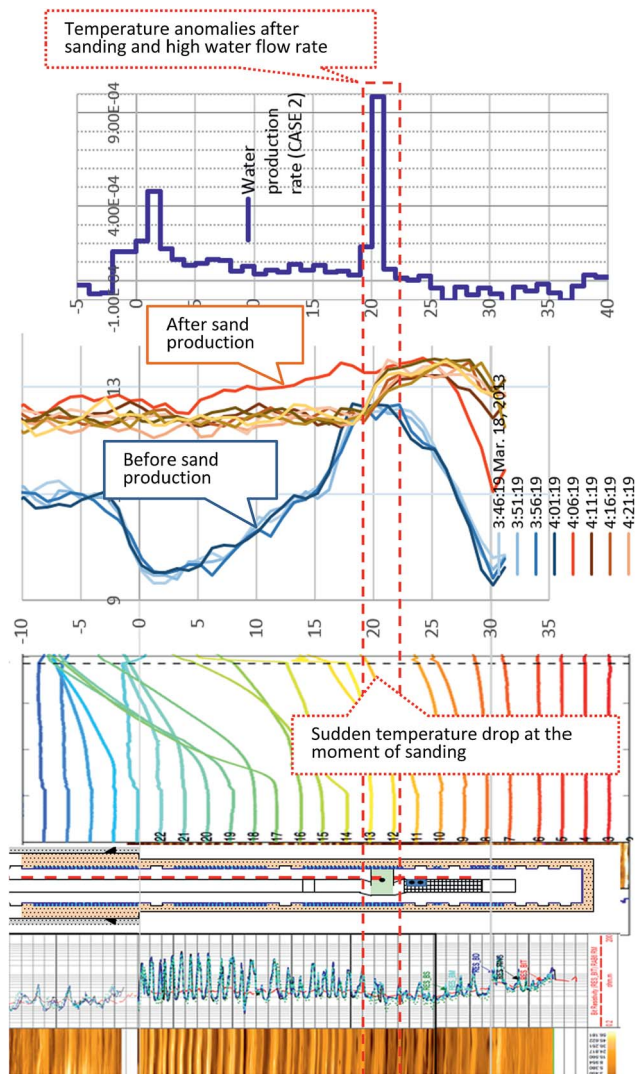 Temperature anomalies after
sanding and high water flow rate
9.00E-04
4.00E-04
-1.00E-04
Water
production
rate (CASE 2)
-5
0
5
10
15
20
25
30
35
40
After sand
production
13
Before sand
production
9
3:46:19 Mar. 18, 2013
3:51:19
3:56:19
4:01:19
4:06:19
4:11:19
4:16:19
4:21:19
-10
-5
0
5
10
15
20
25
30
35
Sudden temperature drop at the
moment of sanding
22
21
20
19
18
17
16
15
14
13
12
11
10
9
8
7
6
5
4
3
2
RES_BS
RES_BD
RES_BIT